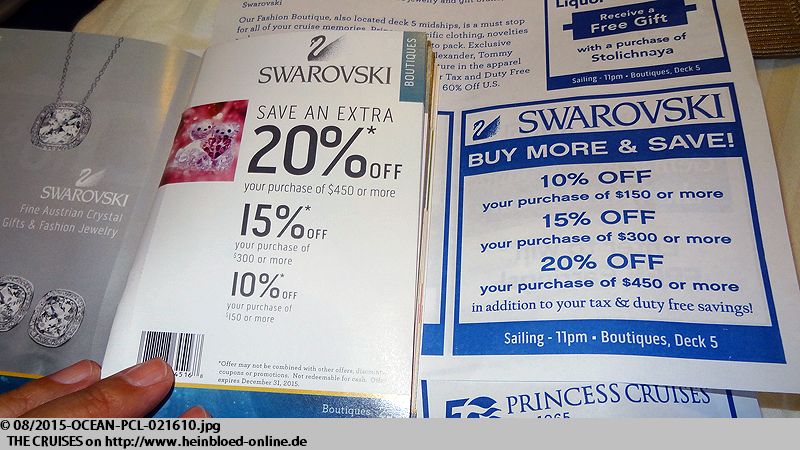 SWAROVSKI
Fine Austrian Crystal
Gifts & Fashion Jewelry
BOUTIQUES
SWAROVSKI
SAVE AN EXTRA
20%* OFF
your purchase of $450 or more
15%* OFF
your purchase of
$300 or more
10%* OFF
your purchase of
$150 or more
*Offer may not be combined with other offers, discount
coupons or promotions. Not redeemable for cash. Offer
expires December 31, 2015.
Boutiques
Swarovski
Our Fashion Boutique, also located deck 5 midships, is a must stop
for all of your cruise memories.
clothing, novelties
to pack. Exclusive
Tommy
in the apparel
Tax and Duty Free
60% Off U.S.
Receive a
Free Gift
with a purchase of
Stolichnaya
Sailing - 11pm • Boutiques, Deck 5
SWAROVSKI
BUY MORE & SAVE!
10% OFF
your purchase of $150 or more
15% OFF
your purchase of $300 or more
20% OFF
your purchase of $450 or more
in addition to your tax & duty free savings!
Sailing - 11pm • Boutiques, Deck 5
PRINCESS CRUISES
1965
© 08/2015-OCEAN-PCL-021610.jpg
THE CRUISES on http://www.heinbloed-online.de